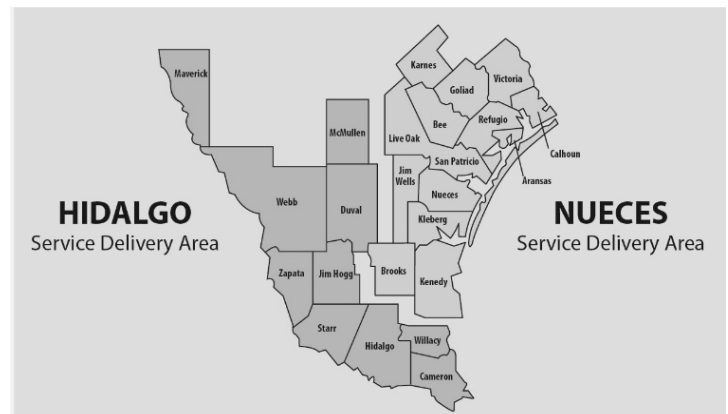 Karnes
Maverick
Victoria
Goliad
Bee
Refugio
McMullen
Live Oak
Calhoun
San Patricio
Aransas
Jim
Wells
HIDALGO
Service Delivery Area
Webb
Duval
Nueces
Kleberg
NUECES
Service Delivery Area
Zapata
Jim Hogg
Brooks
Kenedy
Starr
Hidalgo
Willacy
Cameron